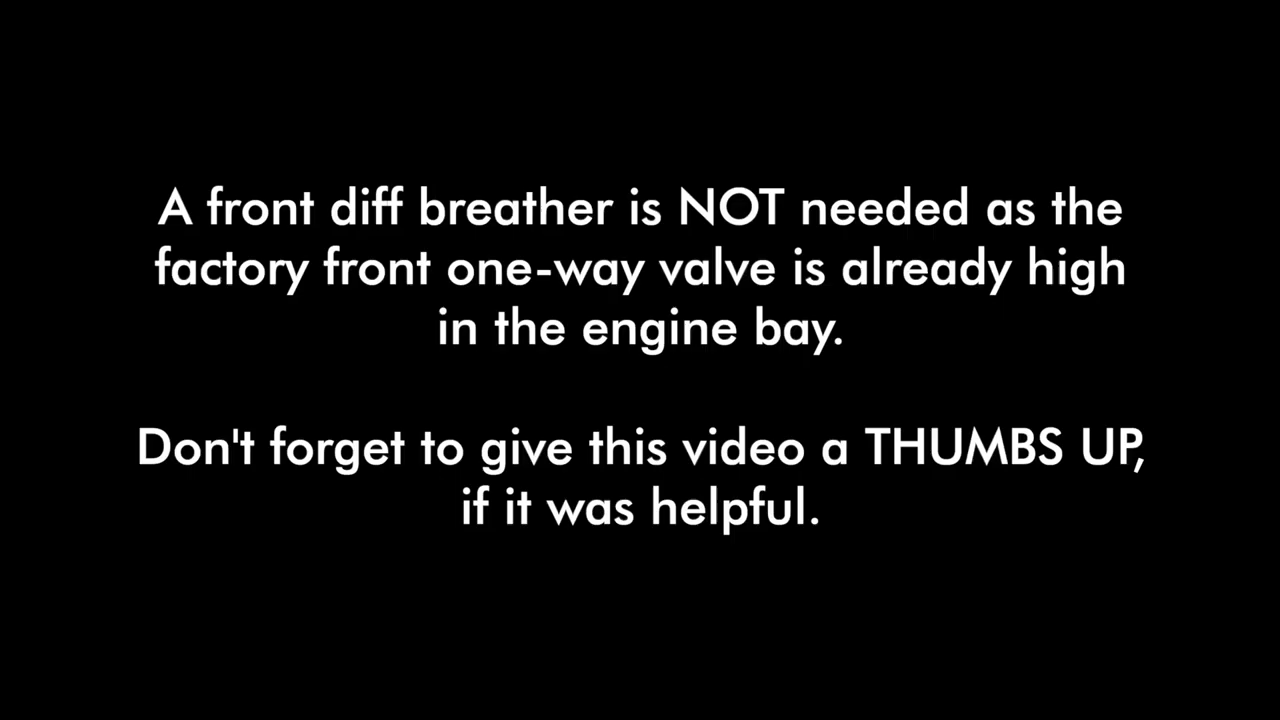 A front diff breather is NOT needed as the
factory front one-way valve is already high
in the engine bay.
Don't forget to give this video a THUMBS UP,
if it was helpful.